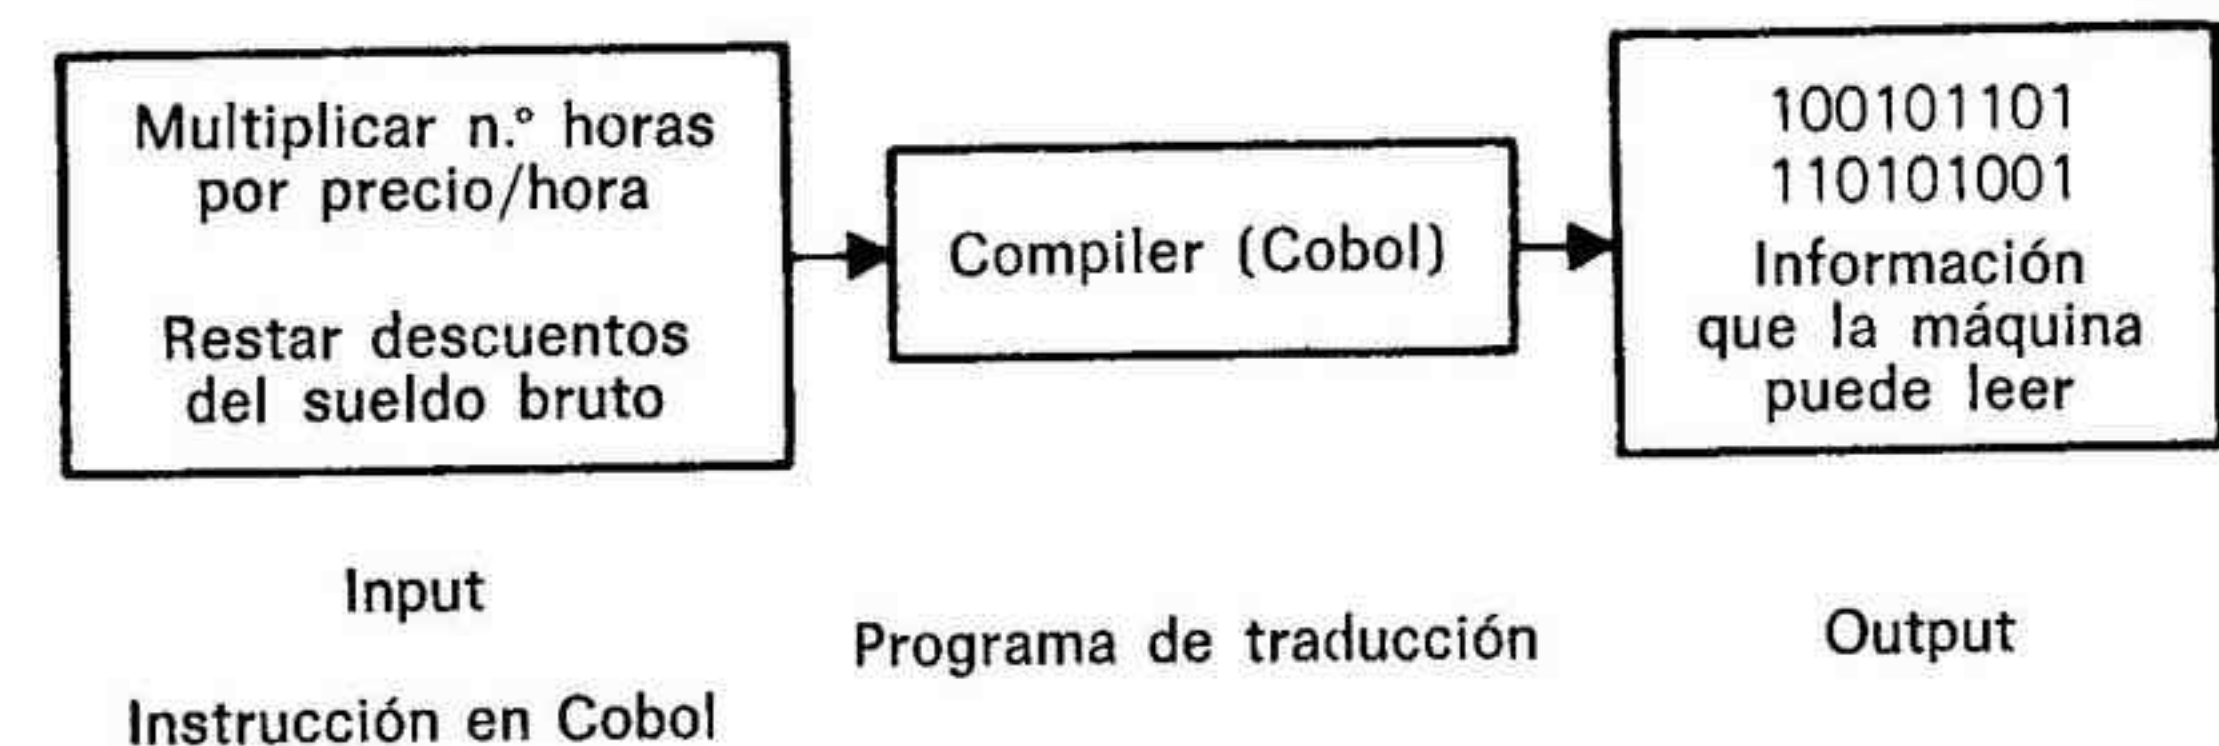 Multiplicar n.º horas
por precio/hora
Restar descuentos
del sueldo bruto
Compiler (Cobol)
100101101
110101001
Información
que la máquina
puede leer
Input
Instrucción en Cobol
Programa de traducción
Output